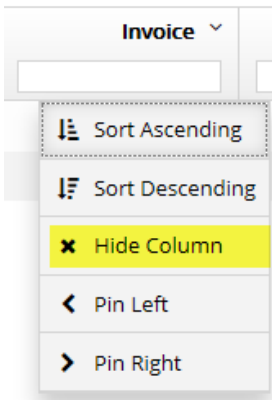 Invoice
Sort Ascending
Sort Descending
Hide Column
Pin Left
Pin Right